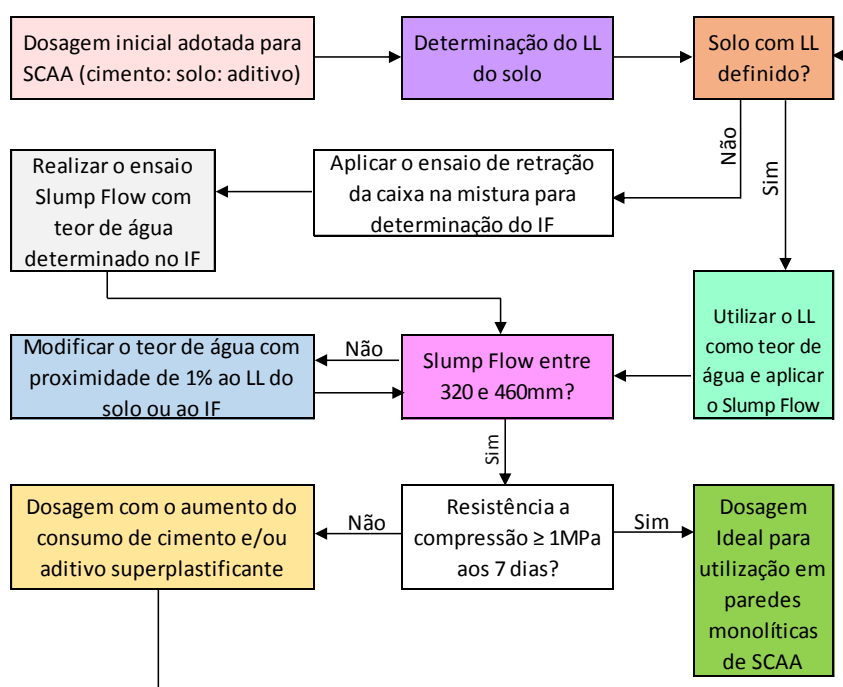 Dosagem inicial adotada para
SCAA (cimento: solo: aditivo)
Determinação do LL
do solo
Solo com LL
definido?
Não
Sim
Aplicar o ensaio de retração
da caixa na mistura para
determinação do IF
Realizar o ensaio
Slump Flow com
teor de água
determinado no IF
Utilizar o LL
como teor de
água e aplicar
o Slump Flow
Slump Flow entre
320 e 460mm?
Não
Modificar o teor de água com
proximidade de 1% ao LL do
solo ou ao IF
Sim
Resistência a
compressão ≥ 1MPa
aos 7 dias?
Não
Dosagem com o aumento do
consumo de cimento e/ou
aditivo superplastificante
Sim
Dosagem
Ideal para
utilização em
paredes
monolíticas
de SCAA